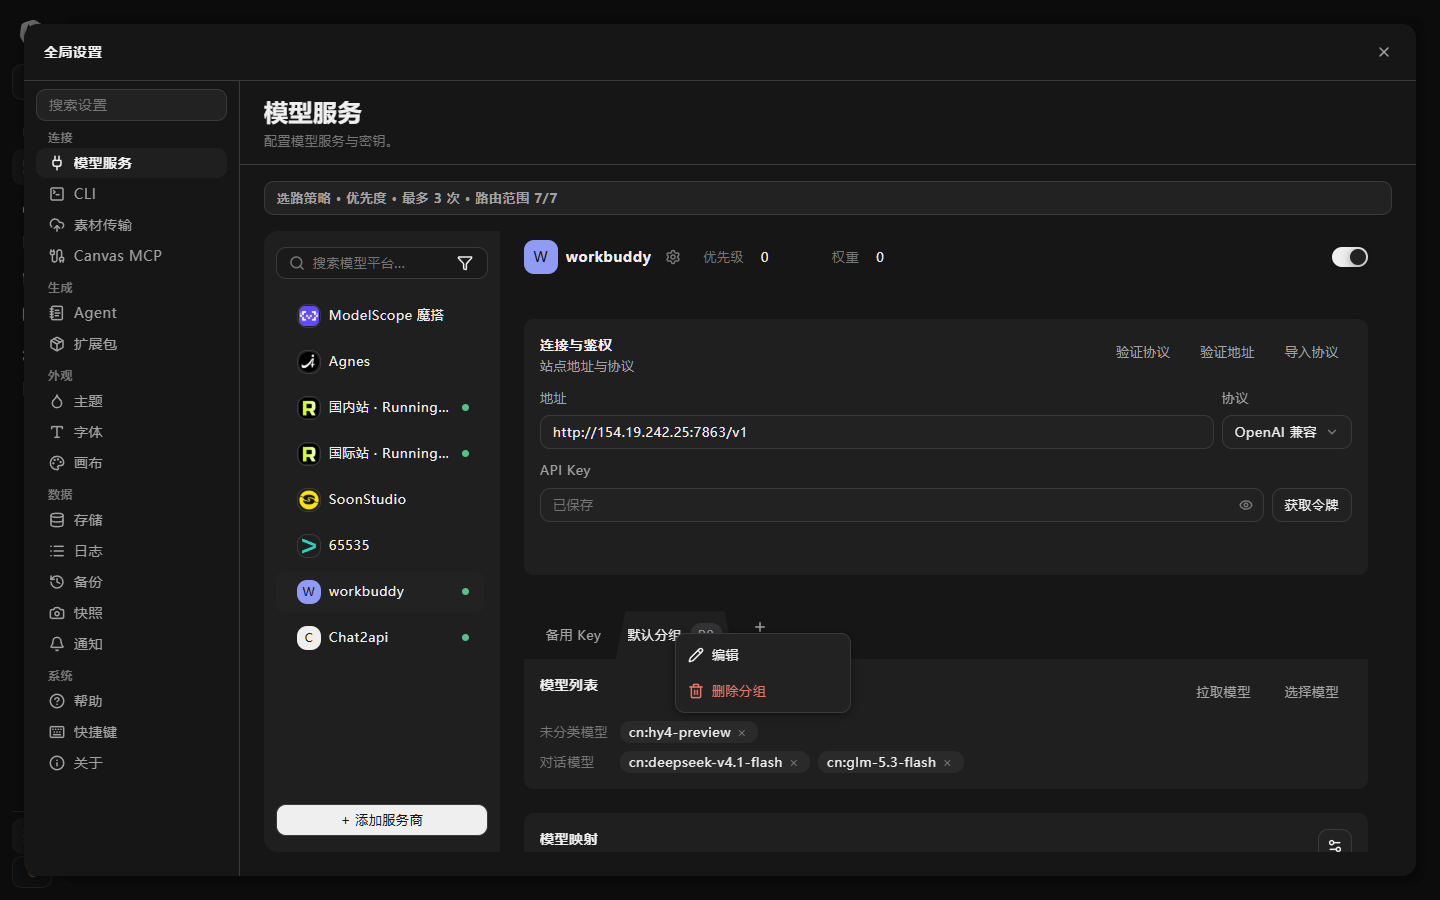 全局设置
搜索设置
连接
模型服务
CLI
素材传输
Canvas MCP
生成
Agent
扩展包
外观
主题
字体
画布
数据
存储
日志
备份
快照
通知
系统
帮助
快捷键
关于
模型服务
配置模型服务与密钥。
选路策略 • 优先度 • 最多 3 次 • 路由范围 7/7
搜索模型平台...
ModelScope 魔搭
Agnes
国内站 · Running...
国际站 · Running...
SoonStudio
65535
W workbuddy
C Chat2api
+ 添加服务商
W workbuddy 优先级 0 权重 0
连接与鉴权
站点地址与协议
验证协议 验证地址 导入协议
地址 协议
http://154.19.242.25:7863/v1 OpenAI 兼容
API Key
已保存 获取令牌
备用 Key 默认分组 +
编辑
删除分组
模型列表 拉取模型 选择模型
未分类模型 cn:hy4-preview ×
对话模型 cn:deepseek-v4.1-flash × cn:glm-5.3-flash ×
模型映射